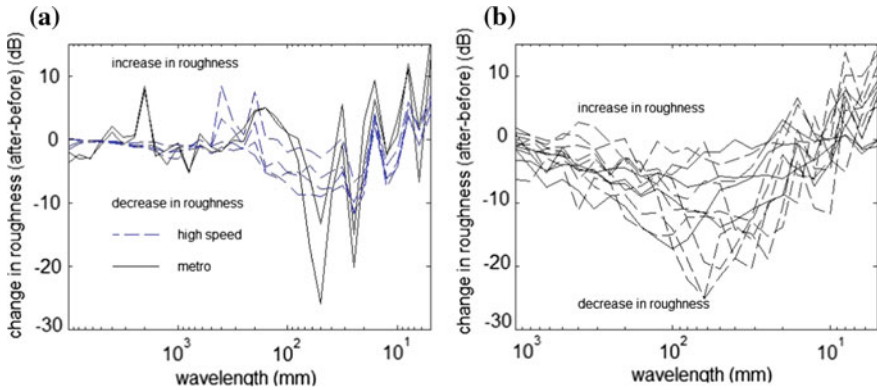 (a)
change in roughness (after-before) (dB)
10
0
-10
-20
-30
increase in roughness
decrease in roughness
high speed
metro
10³
10²
10¹
wavelength (mm)
(b)
change in roughness (after-before) (dB)
10
0
-10
-20
-30
increase in roughness
decrease in roughness
10³
10²
10¹
wavelength (mm)